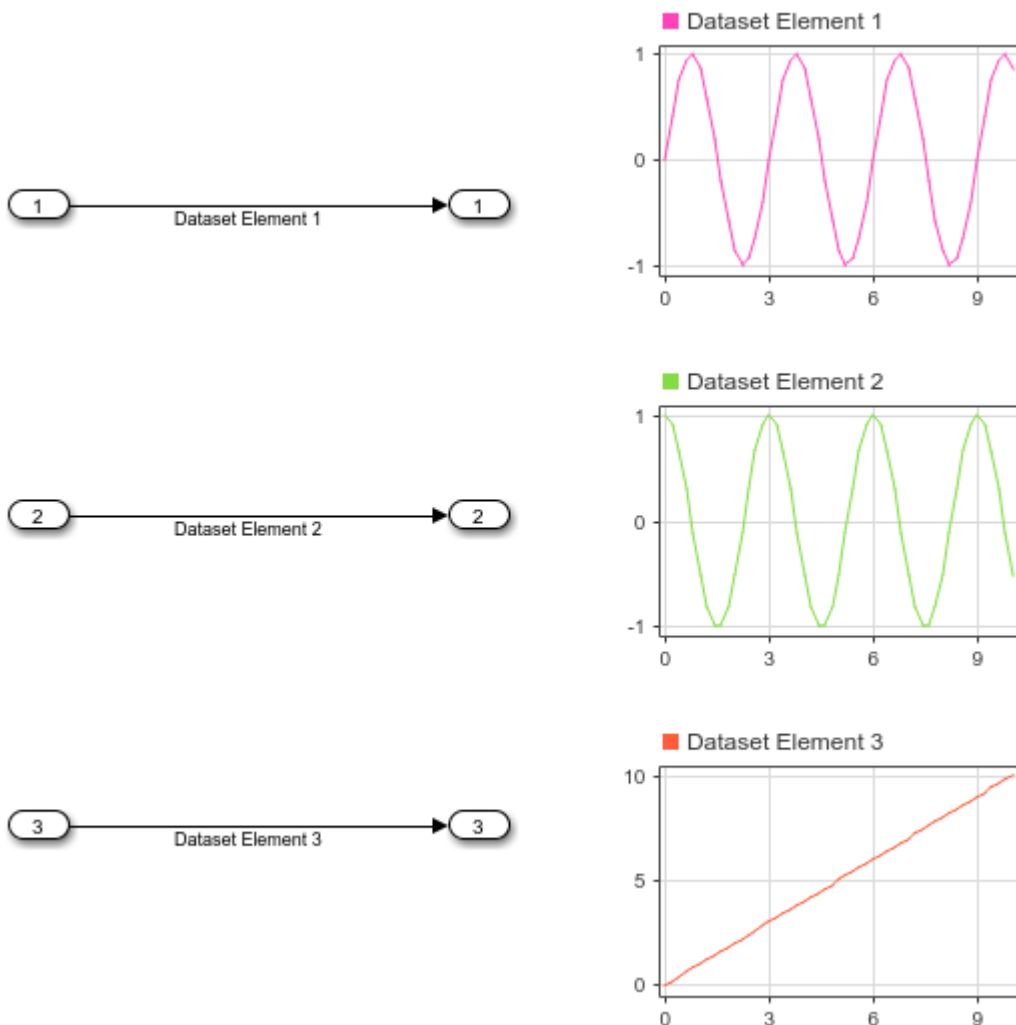 Dataset Element 1
1
0
-1
0 3 6 9
1 1
Dataset Element 1
Dataset Element 2
1
0
-1
0 3 6 9
2 2
Dataset Element 2
Dataset Element 3
10
5
0
0 3 6 9
3 3
Dataset Element 3